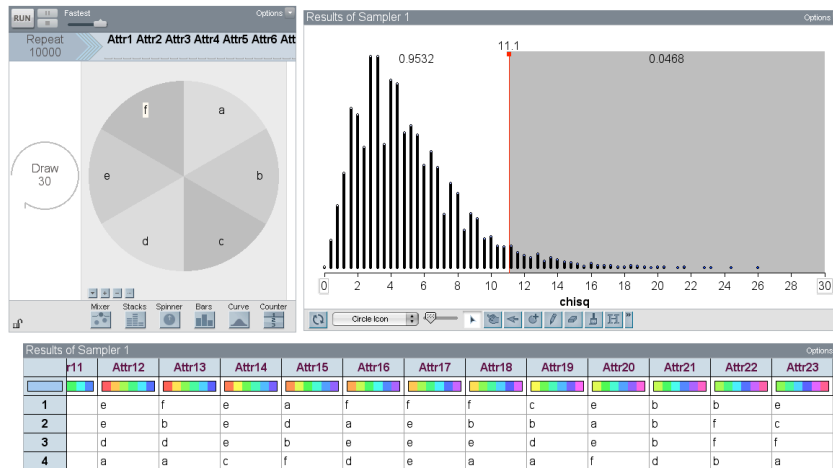 RUN Fastest Options
Repeat
10000
Attr1 Attr2 Attr3 Attr4 Attr5 Attr6 Att
Draw
30
f a
e b
d c
Mixer Stacks Spinner Bars Curve Counter
Results of Sampler 1 Options
11.1
0.9532 0.0468
0 2 4 6 8 10 12 14 16 18 20 22 24 26 28 30
chisq
Circle Icon
Results of Sampler 1 Options
r11 Attr12 Attr13 Attr14 Attr15 Attr16 Attr17 Attr18 Attr19 Attr20 Attr21 Attr22 Attr23
1 e f e a f f f c e b b e
2 e b e d a e b b a b f c
3 d d e b e e e d e b f f
4 a a c f d e a a f d b a